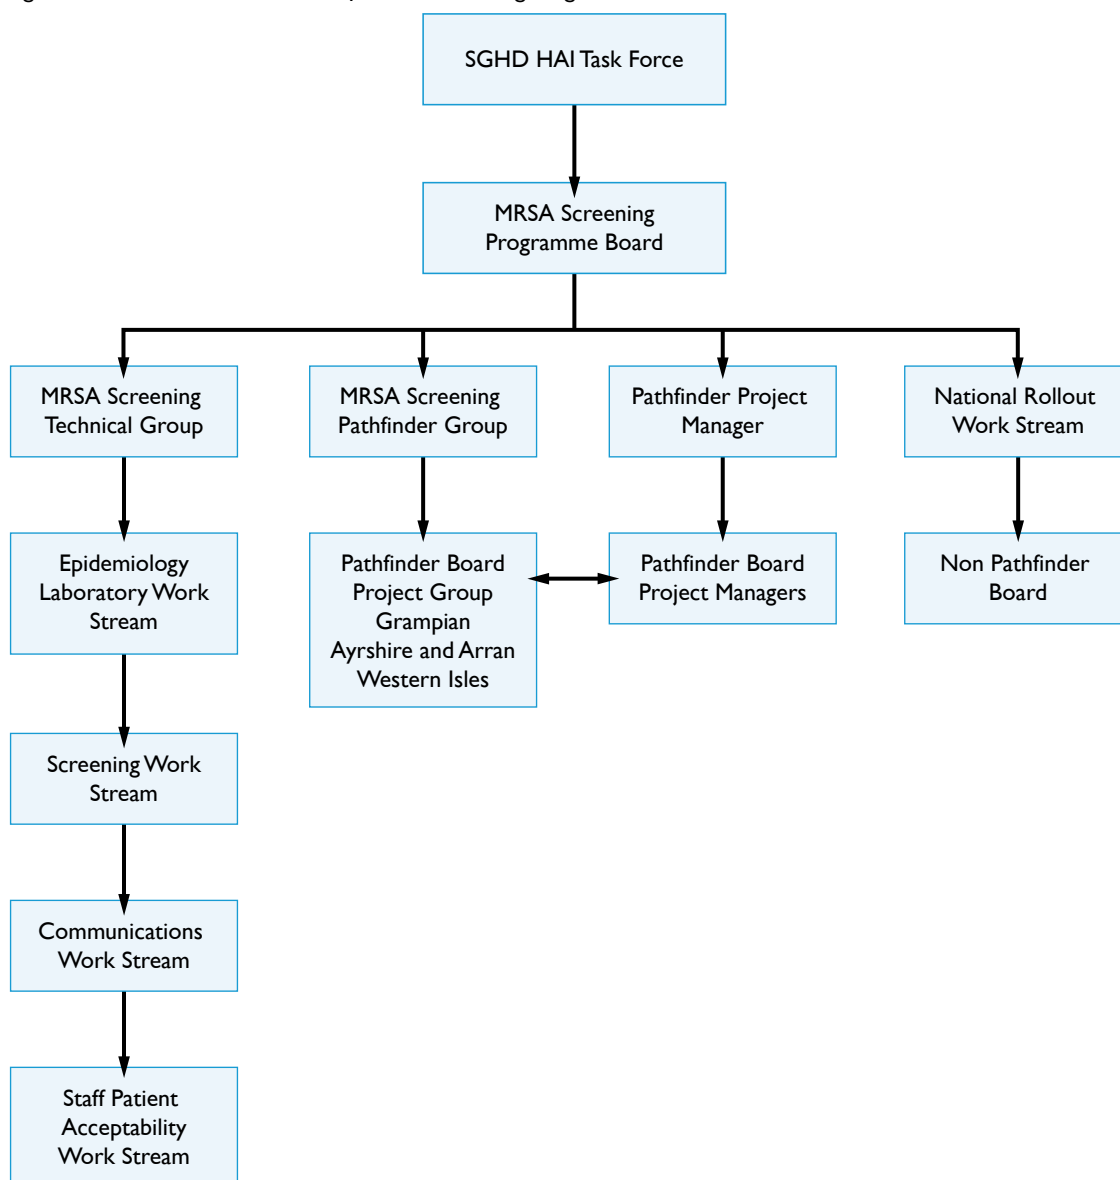 SGHD HAI Task Force
MRSA Screening
Programme Board
MRSA Screening
Technical Group
MRSA Screening
Pathfinder Group
Pathfinder Project
Manager
National Rollout
Work Stream
Epidemiology
Laboratory Work
Stream
Pathfinder Board
Project Group
Grampian
Ayrshire and Arran
Western Isles
Pathfinder Board
Project Managers
Non Pathfinder
Board
Screening Work
Stream
Communications
Work Stream
Staff Patient
Acceptability
Work Stream